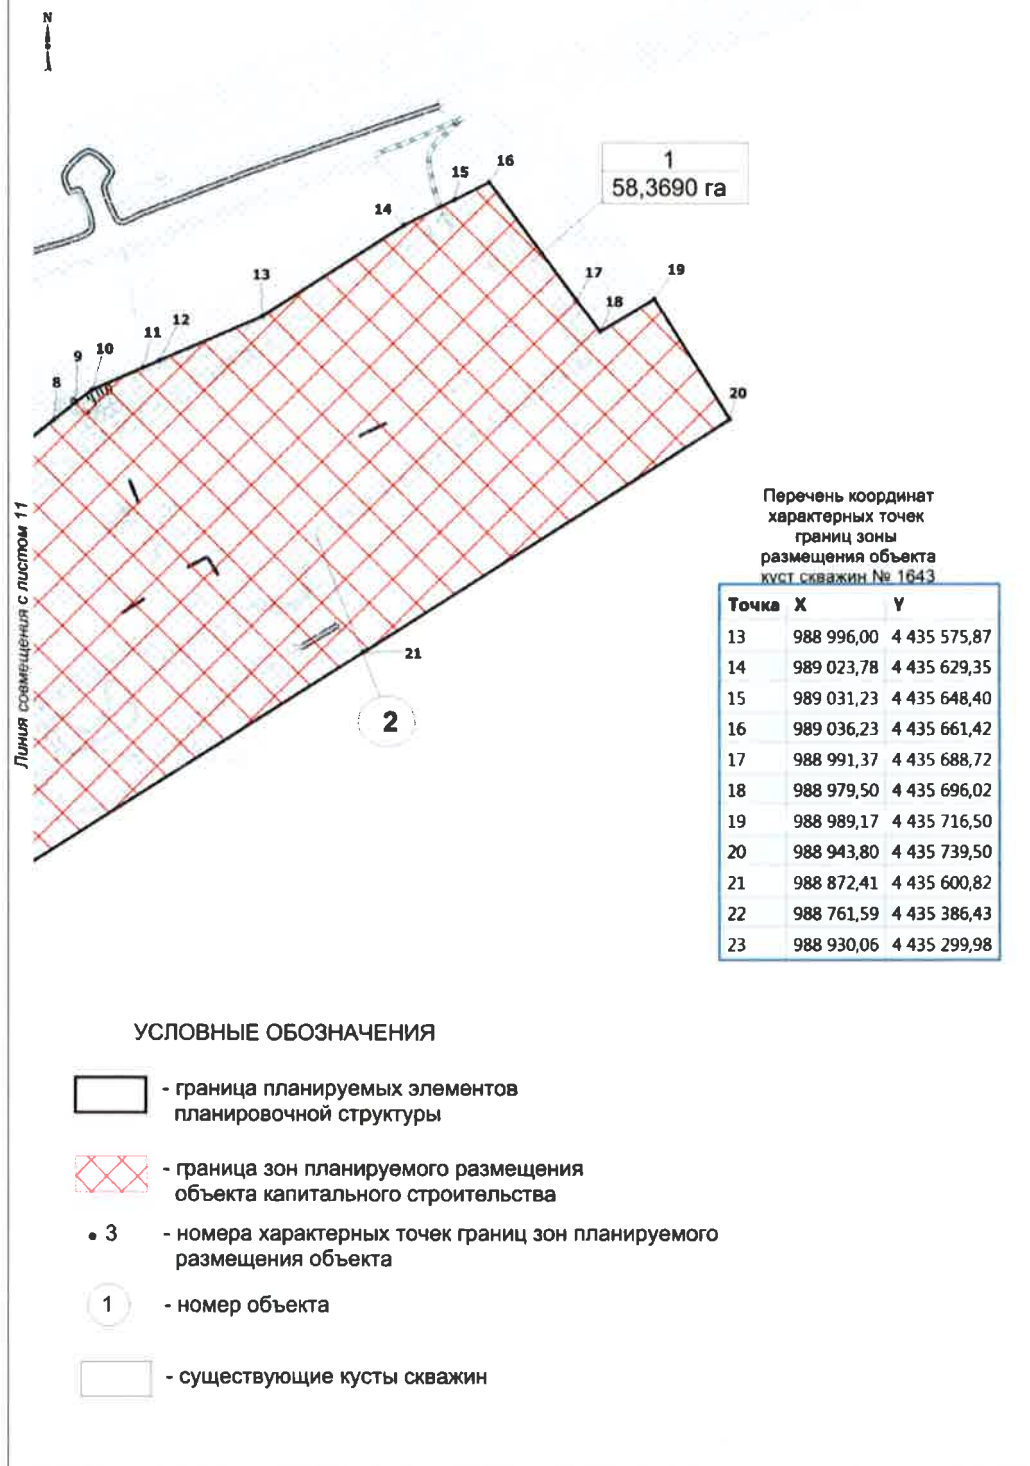 N
16
15
14
1
58,3690 га
13
17
18
19
12
11
10
9
8
20
Линия совмещения с листом 11
21
2
Перечень координат
характерных точек
границ зоны
размещения объекта
куст скважин № 1643
Точка X Y
13 988 996,00 4 435 575,87
14 989 023,78 4 435 629,35
15 989 031,23 4 435 648,40
16 989 036,23 4 435 661,42
17 988 991,37 4 435 688,72
18 988 979,50 4 435 696,02
19 988 989,17 4 435 716,50
20 988 943,80 4 435 739,50
21 988 872,41 4 435 600,82
22 988 761,59 4 435 386,43
23 988 930,06 4 435 299,98
УСЛОВНЫЕ ОБОЗНАЧЕНИЯ
- граница планируемых элементов
планировочной структуры
- граница зон планируемого размещения
объекта капитального строительства
• 3 - номера характерных точек границ зон планируемого
размещения объекта
1 - номер объекта
- существующие кусты скважин